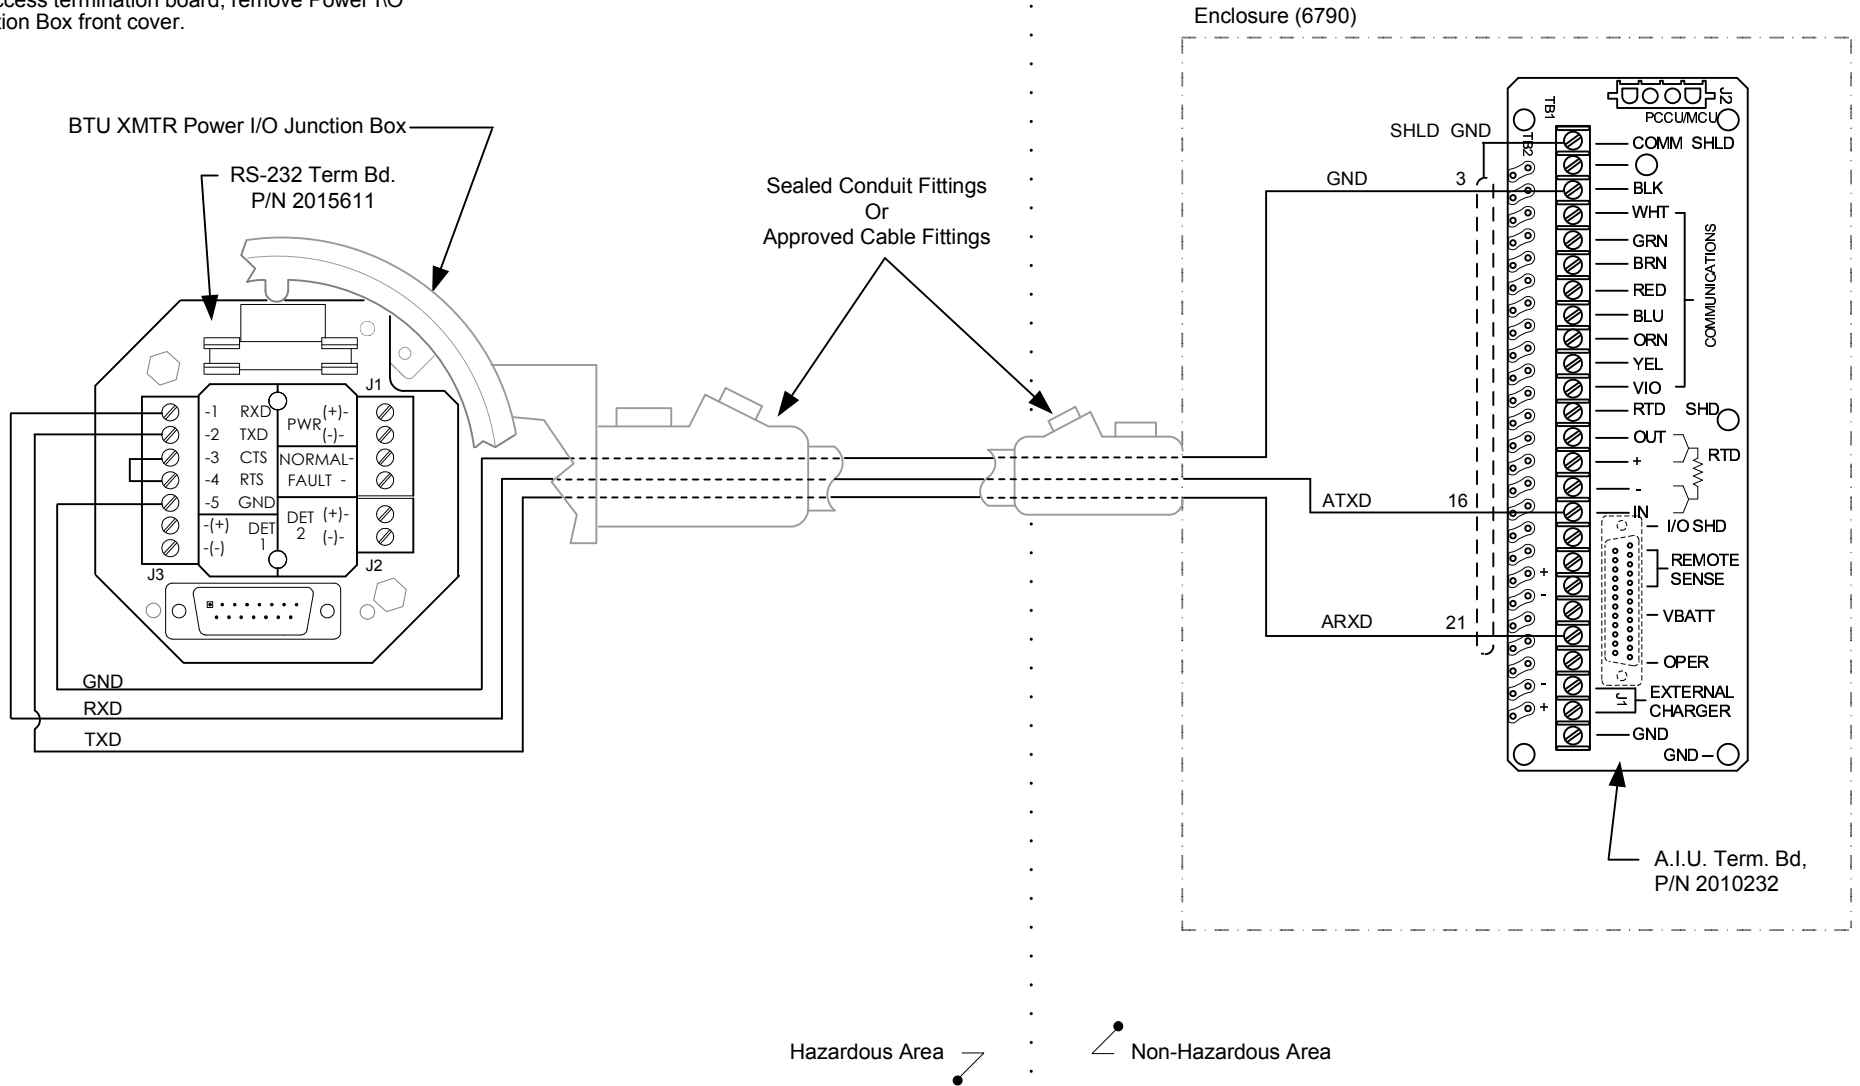 ccess termination board, remove Power I\O
tion Box front cover.
Enclosure (6790)
BTU XMTR Power I/O Junction Box
RS-232 Term Bd.
P/N 2015611
Sealed Conduit Fittings
Or
Approved Cable Fittings
J1
-1 RXD
-2 TXD
-3 CTS
-4 RTS
-5 GND
-(+)
-(-)
DET
1
PWR
(+)-
(-)-
NORMAL-
FAULT -
DET
2
(+)-
(-)-
J3
J2
GND
RXD
TXD
SHLD GND
GND 3
ATXD 16
ARXD 21
TB1
TB2
J2
PCCU/MCU
COMM SHLD
BLK
WHT
GRN
BRN
RED
BLU
ORN
YEL
VIO
COMMUNICATIONS
RTD SHD
OUT
+
-
IN
RTD
I/O SHD
+
-
REMOTE
SENSE
VBATT
OPER
-
+
J1
EXTERNAL
CHARGER
GND
GND
A.I.U. Term. Bd,
P/N 2010232
Hazardous Area
Non-Hazardous Area